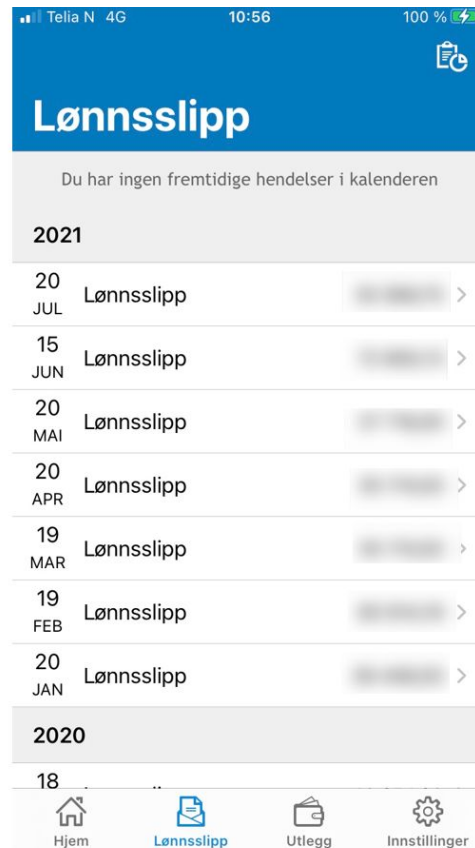 Telia N 4G 10:56 100 %
Lønnsslipp
Du har ingen fremtidige hendelser i kalenderen
2021
20 JUL Lønnsslipp
15 JUN Lønnsslipp
20 MAI Lønnsslipp
20 APR Lønnsslipp
19 MAR Lønnsslipp
19 FEB Lønnsslipp
20 JAN Lønnsslipp
2020
18
Hjem Lønnsslipp Utlegg Innstillinger